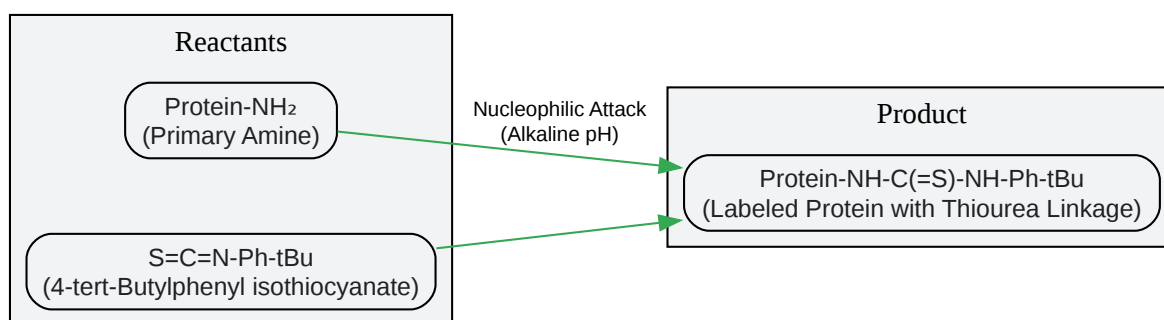 Reactants
Protein-NH₂
(Primary Amine)
S=C=N-Ph-tBu
(4-tert-Butylphenyl isothiocyanate)
Nucleophilic Attack
(Alkaline pH)
Product
Protein-NH-C(=S)-NH-Ph-tBu
(Labeled Protein with Thiourea Linkage)